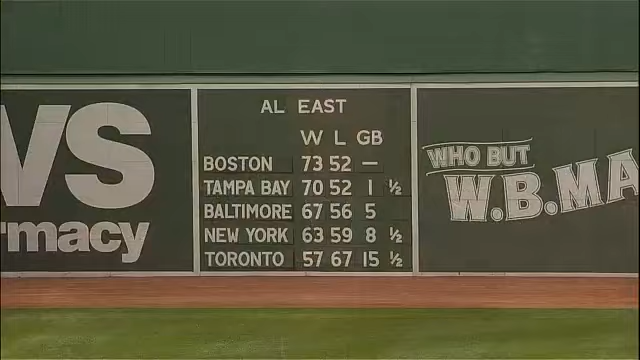 VS
rmacy
AL EAST
W L GB
BOSTON 73 52 —
TAMPA BAY 70 52 1 ½
BALTIMORE 67 56 5
NEW YORK 63 59 8 ½
TORONTO 57 67 15 ½
WHO BUT
W.B.MA